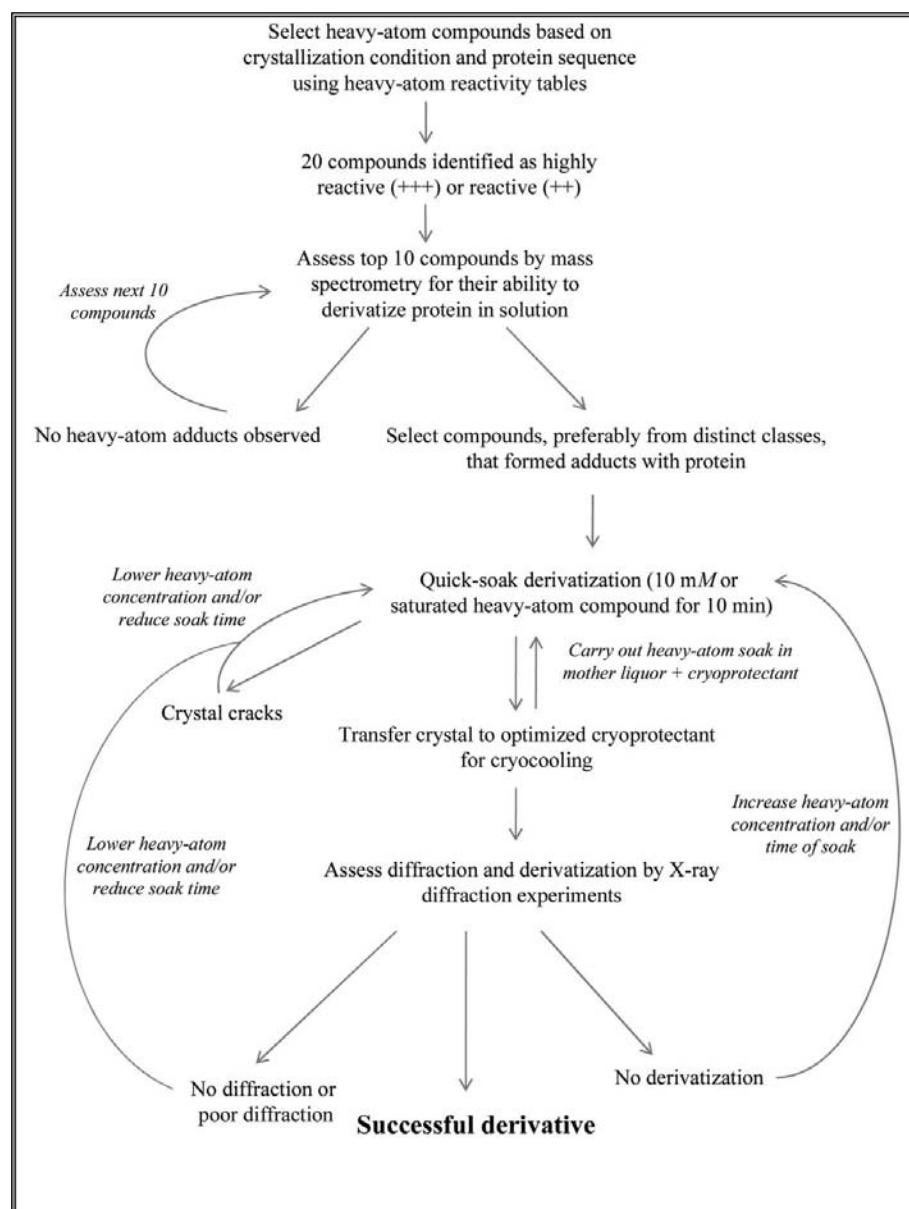 Select heavy-atom compounds based on
crystallization condition and protein sequence
using heavy-atom reactivity tables
20 compounds identified as highly
reactive (+++) or reactive (++)
Assess top 10 compounds by mass
spectrometry for their ability to
derivatize protein in solution
Assess next 10
compounds
No heavy-atom adducts observed
Select compounds, preferably from distinct classes,
that formed adducts with protein
Lower heavy-atom
concentration and/or
reduce soak time
Quick-soak derivatization (10 mM or
saturated heavy-atom compound for 10 min)
Carry out heavy-atom soak in
mother liquor + cryoprotectant
Crystal cracks
Transfer crystal to optimized cryoprotectant
for cryocooling
Increase heavy-atom
concentration and/or
time of soak
Lower heavy-atom
concentration and/or
reduce soak time
Assess diffraction and derivatization by X-ray
diffraction experiments
No diffraction or
poor diffraction
No derivatization
Successful derivative